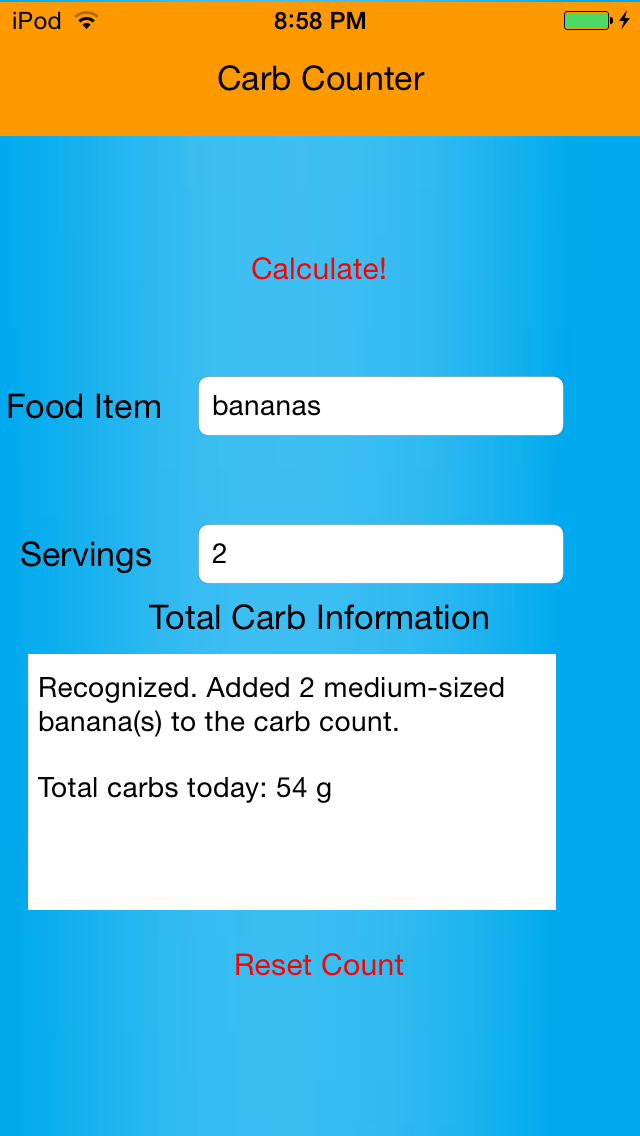 iPod 8:58 PM
Carb Counter
Calculate!
Food Item bananas
Servings 2
Total Carb Information
Recognized. Added 2 medium-sized
banana(s) to the carb count.
Total carbs today: 54 g
Reset Count